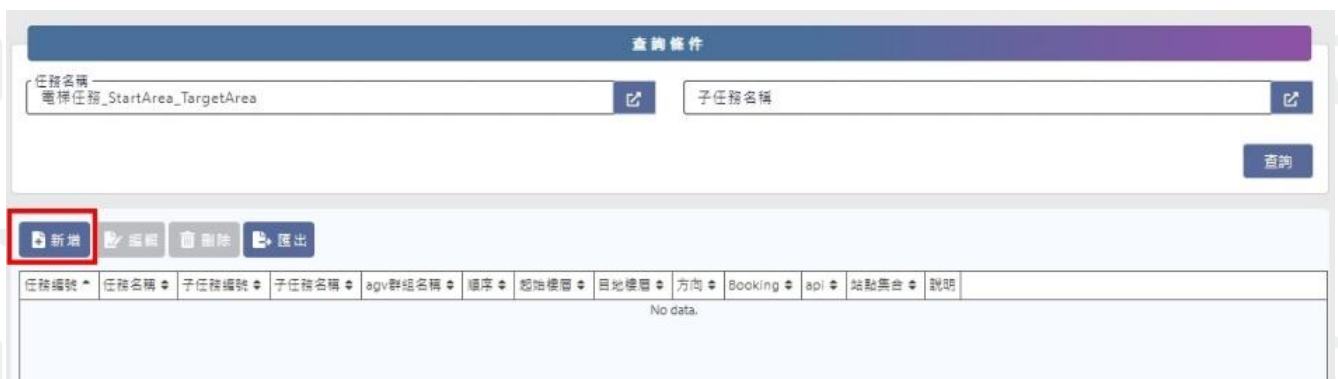 查詢條件
任務名稱
電梯任務_StartArea_TargetArea
子任務名稱
查詢
新增 編輯 刪除 匯出
任務編號 任務名稱 子任務編號 子任務名稱 agv群組名稱 順序 起始樓層 目地樓層 方向 Booking api 站點集合 說明
No data.